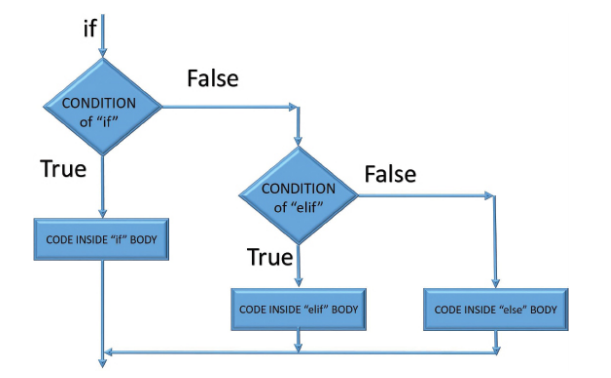 if
False
CONDITION
of “if”
True
False
CONDITION
of “elif”
CODE INSIDE “if” BODY
True
CODE INSIDE “elif” BODY
CODE INSIDE “else” BODY